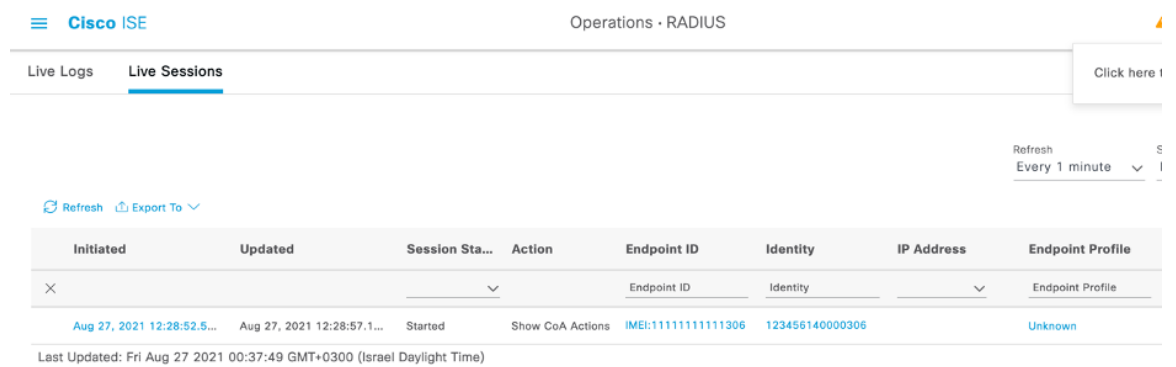 Cisco ISE
Operations · RADIUS
Live Logs
Live Sessions
Click here
Refresh
Every 1 minute
Refresh
Export To
Initiated Updated Session Sta... Action Endpoint ID Identity IP Address Endpoint Profile
Endpoint ID Identity Endpoint Profile
Aug 27, 2021 12:28:52.5... Aug 27, 2021 12:28:57.1... Started Show CoA Actions IMEI:11111111111306 123456140000306 Unknown
Last Updated: Fri Aug 27 2021 00:37:49 GMT+0300 (Israel Daylight Time)